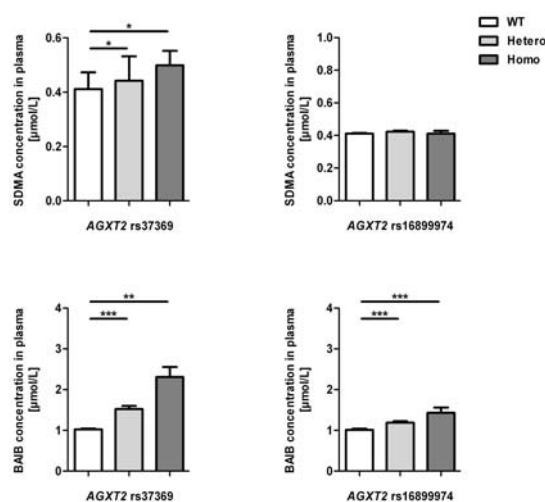 WT
Hetero
Homo
SDMA concentration in plasma
[µmol/L]
0.6
0.4
0.2
0.0
*
*
AGXT2 rs37369
SDMA concentration in plasma
[µmol/L]
1.0
0.8
0.6
0.4
0.2
0.0
AGXT2 rs16899974
BAIB concentration in plasma
[µmol/L]
4
3
2
1
0
**
***
AGXT2 rs37369
BAIB concentration in plasma
[µmol/L]
4
3
2
1
0
***
***
AGXT2 rs16899974